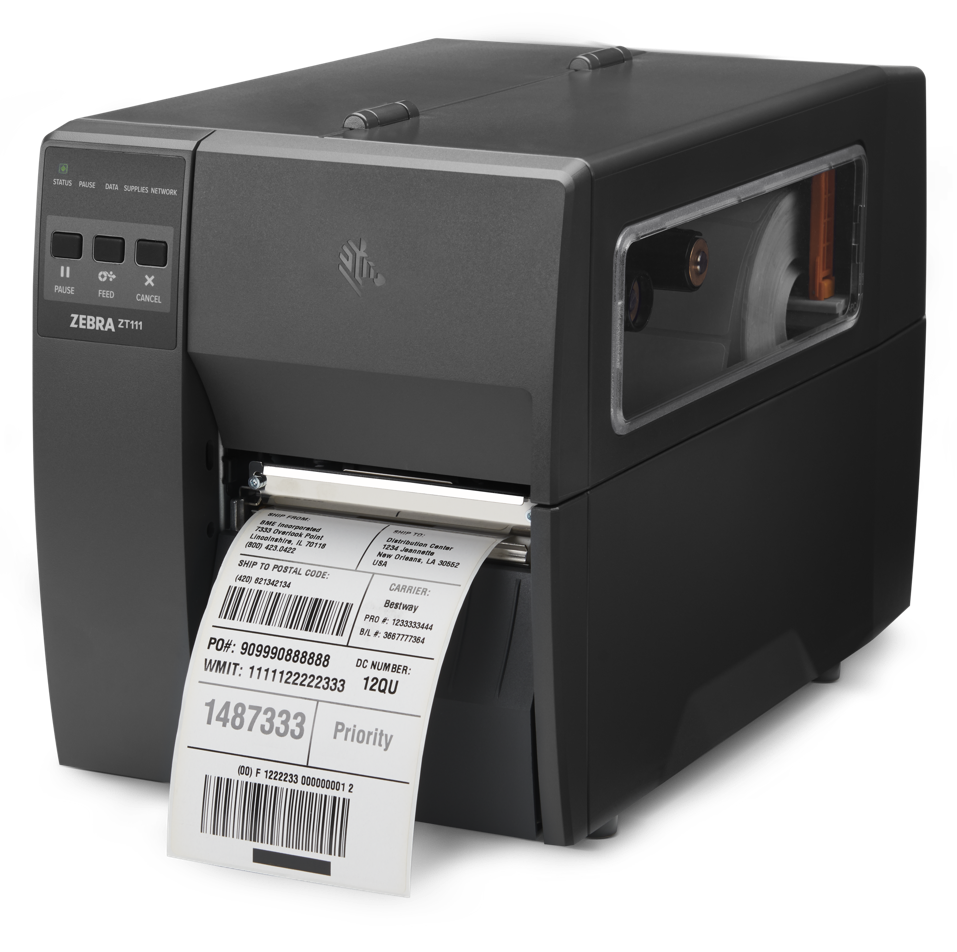 STATUS PAUSE DATA SUPPLIES NETWORK
PAUSE FEED CANCEL
ZEBRA ZT111
SHIP FROM:
BME Incorporated
7333 Overlook Point
Lincolnshire, IL 70118
(800) 423.0422
SHIP TO:
Distribution Center
1234 Jeannette
New Orleans, LA 30552
USA
SHIP TO POSTAL CODE:
(420) 621342134
CARRIER:
Bestway
PRO #: 1233333444
B/L #: 3667777364
PO#: 909990888888
WMIT: 1111122222333
DC NUMBER:
12QU
1487333
Priority
(00) F 1222233 000000001 2